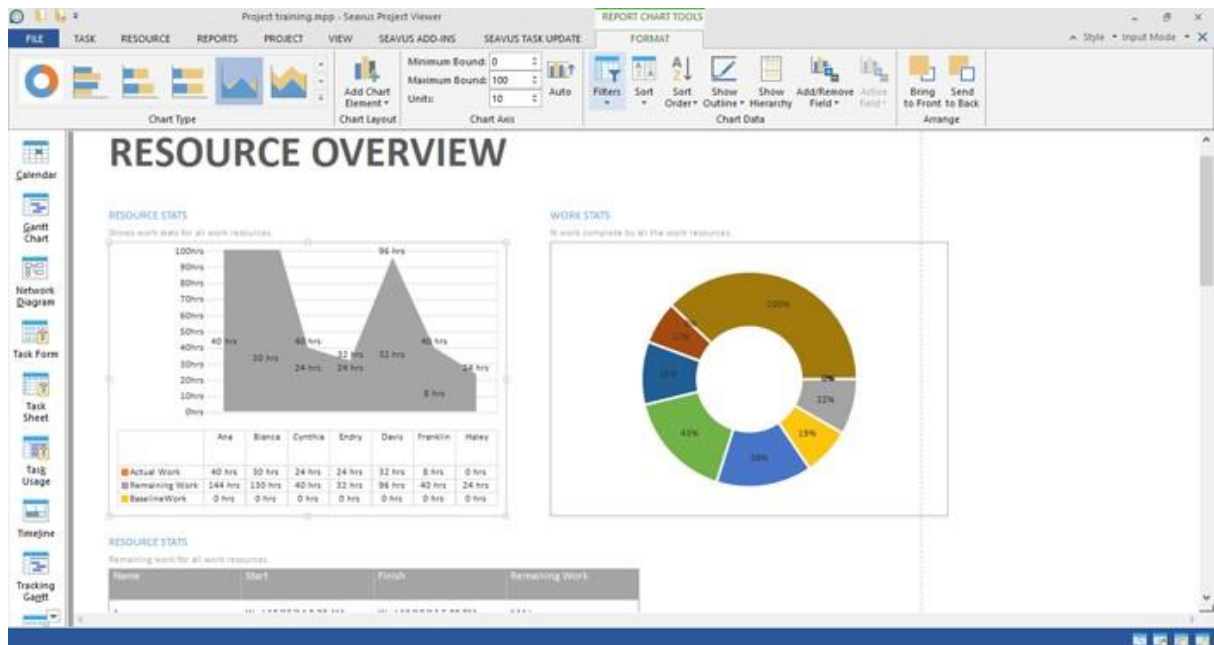 Project training.mpp - Seavus Project Viewer
REPORT CHART TOOLS
FILE TASK RESOURCE REPORTS PROJECT VIEW SEAVUS ADD-INS SEAVUS TASK UPDATE FORMAT
Style Input Mode
Minimum Bound: 0
Maximum Bound: 100
Units: 10
Add Chart Element
Auto
Filters
Sort
Sort Order
Show Outline
Show Hierarchy
Add/Remove Field
Active Field
Bring to Front
Send to Back
Chart Type
Chart Layout
Chart Axis
Chart Data
Arrange
Calendar
Gantt Chart
Network Diagram
Task Form
Task Sheet
Task Usage
Timeline
Tracking Gantt
RESOURCE OVERVIEW
RESOURCE STATS
Shows work stats for all work resources.
100hrs
90hrs
80hrs
70hrs
60hrs
50hrs
40hrs
30hrs
20hrs
10hrs
0hrs
96 hrs
40 hrs
40 hrs
40 hrs
30 hrs
32 hrs
32 hrs
24 hrs
24 hrs
24 hrs
8 hrs
Ana Bianca Cynthia Endry Davis Franklin Haley
Actual Work 40 hrs 30 hrs 24 hrs 24 hrs 32 hrs 8 hrs 0 hrs
Remaining Work 144 hrs 130 hrs 40 hrs 32 hrs 96 hrs 40 hrs 24 hrs
BaselineWork 0 hrs 0 hrs 0 hrs 0 hrs 0 hrs 0 hrs 0 hrs
WORK STATS
% work complete by all the work resources.
200%
0%
22%
19%
38%
43%
RESOURCE STATS
Remaining work for all work resources.
Name Start Finish Remaining Work